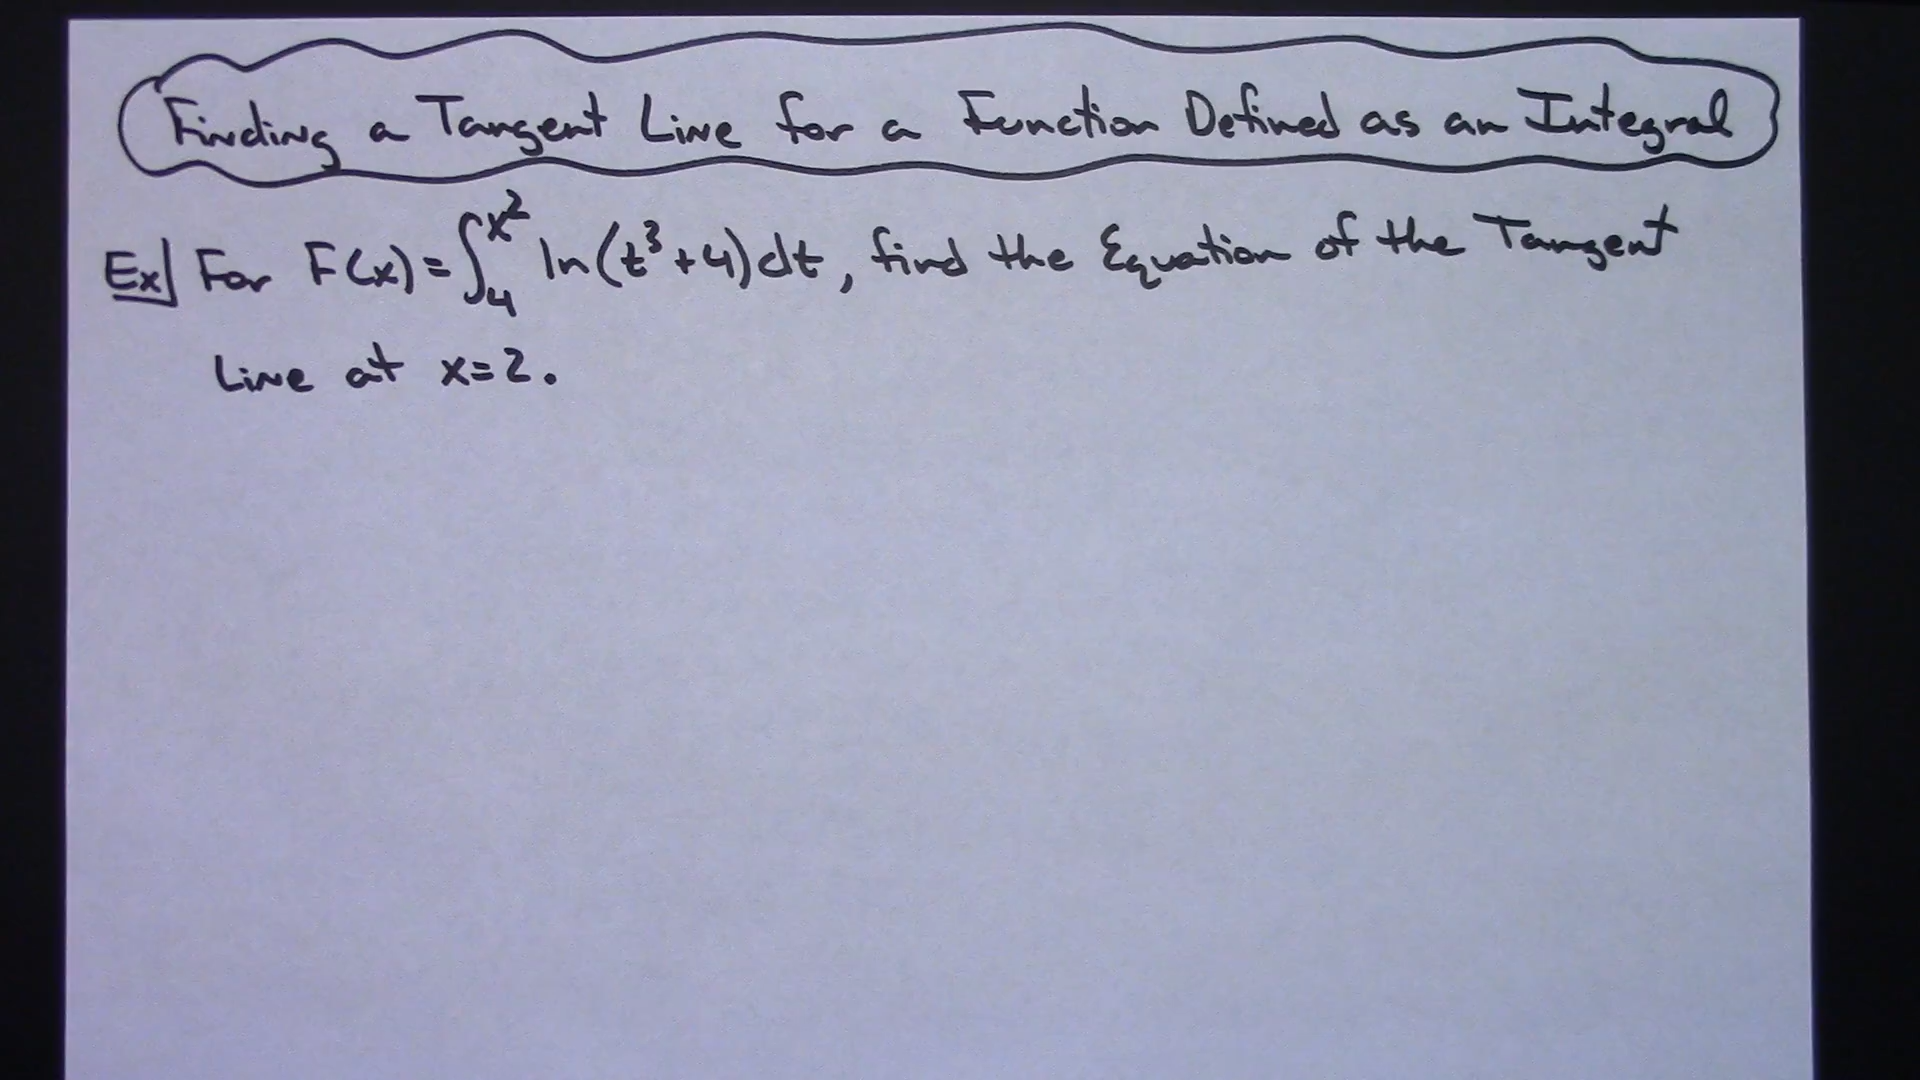 Finding a Tangent Line for a Function Defined as an Integral
Ex| For F(x) = ∫₄^x² ln(t³+4)dt, find the Equation of the Tangent
Line at x=2.